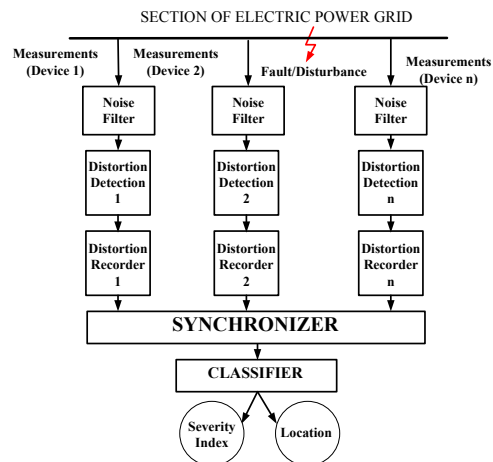 SECTION OF ELECTRIC POWER GRID
Measurements
(Device 1)
Measurements
(Device 2)
Fault/Disturbance
Measurements
(Device n)
Noise
Filter
Noise
Filter
Noise
Filter
Distortion
Detection
1
Distortion
Detection
2
Distortion
Detection
n
Distortion
Recorder
1
Distortion
Recorder
2
Distortion
Recorder
n
SYNCHRONIZER
CLASSIFIER
Severity
Index
Location